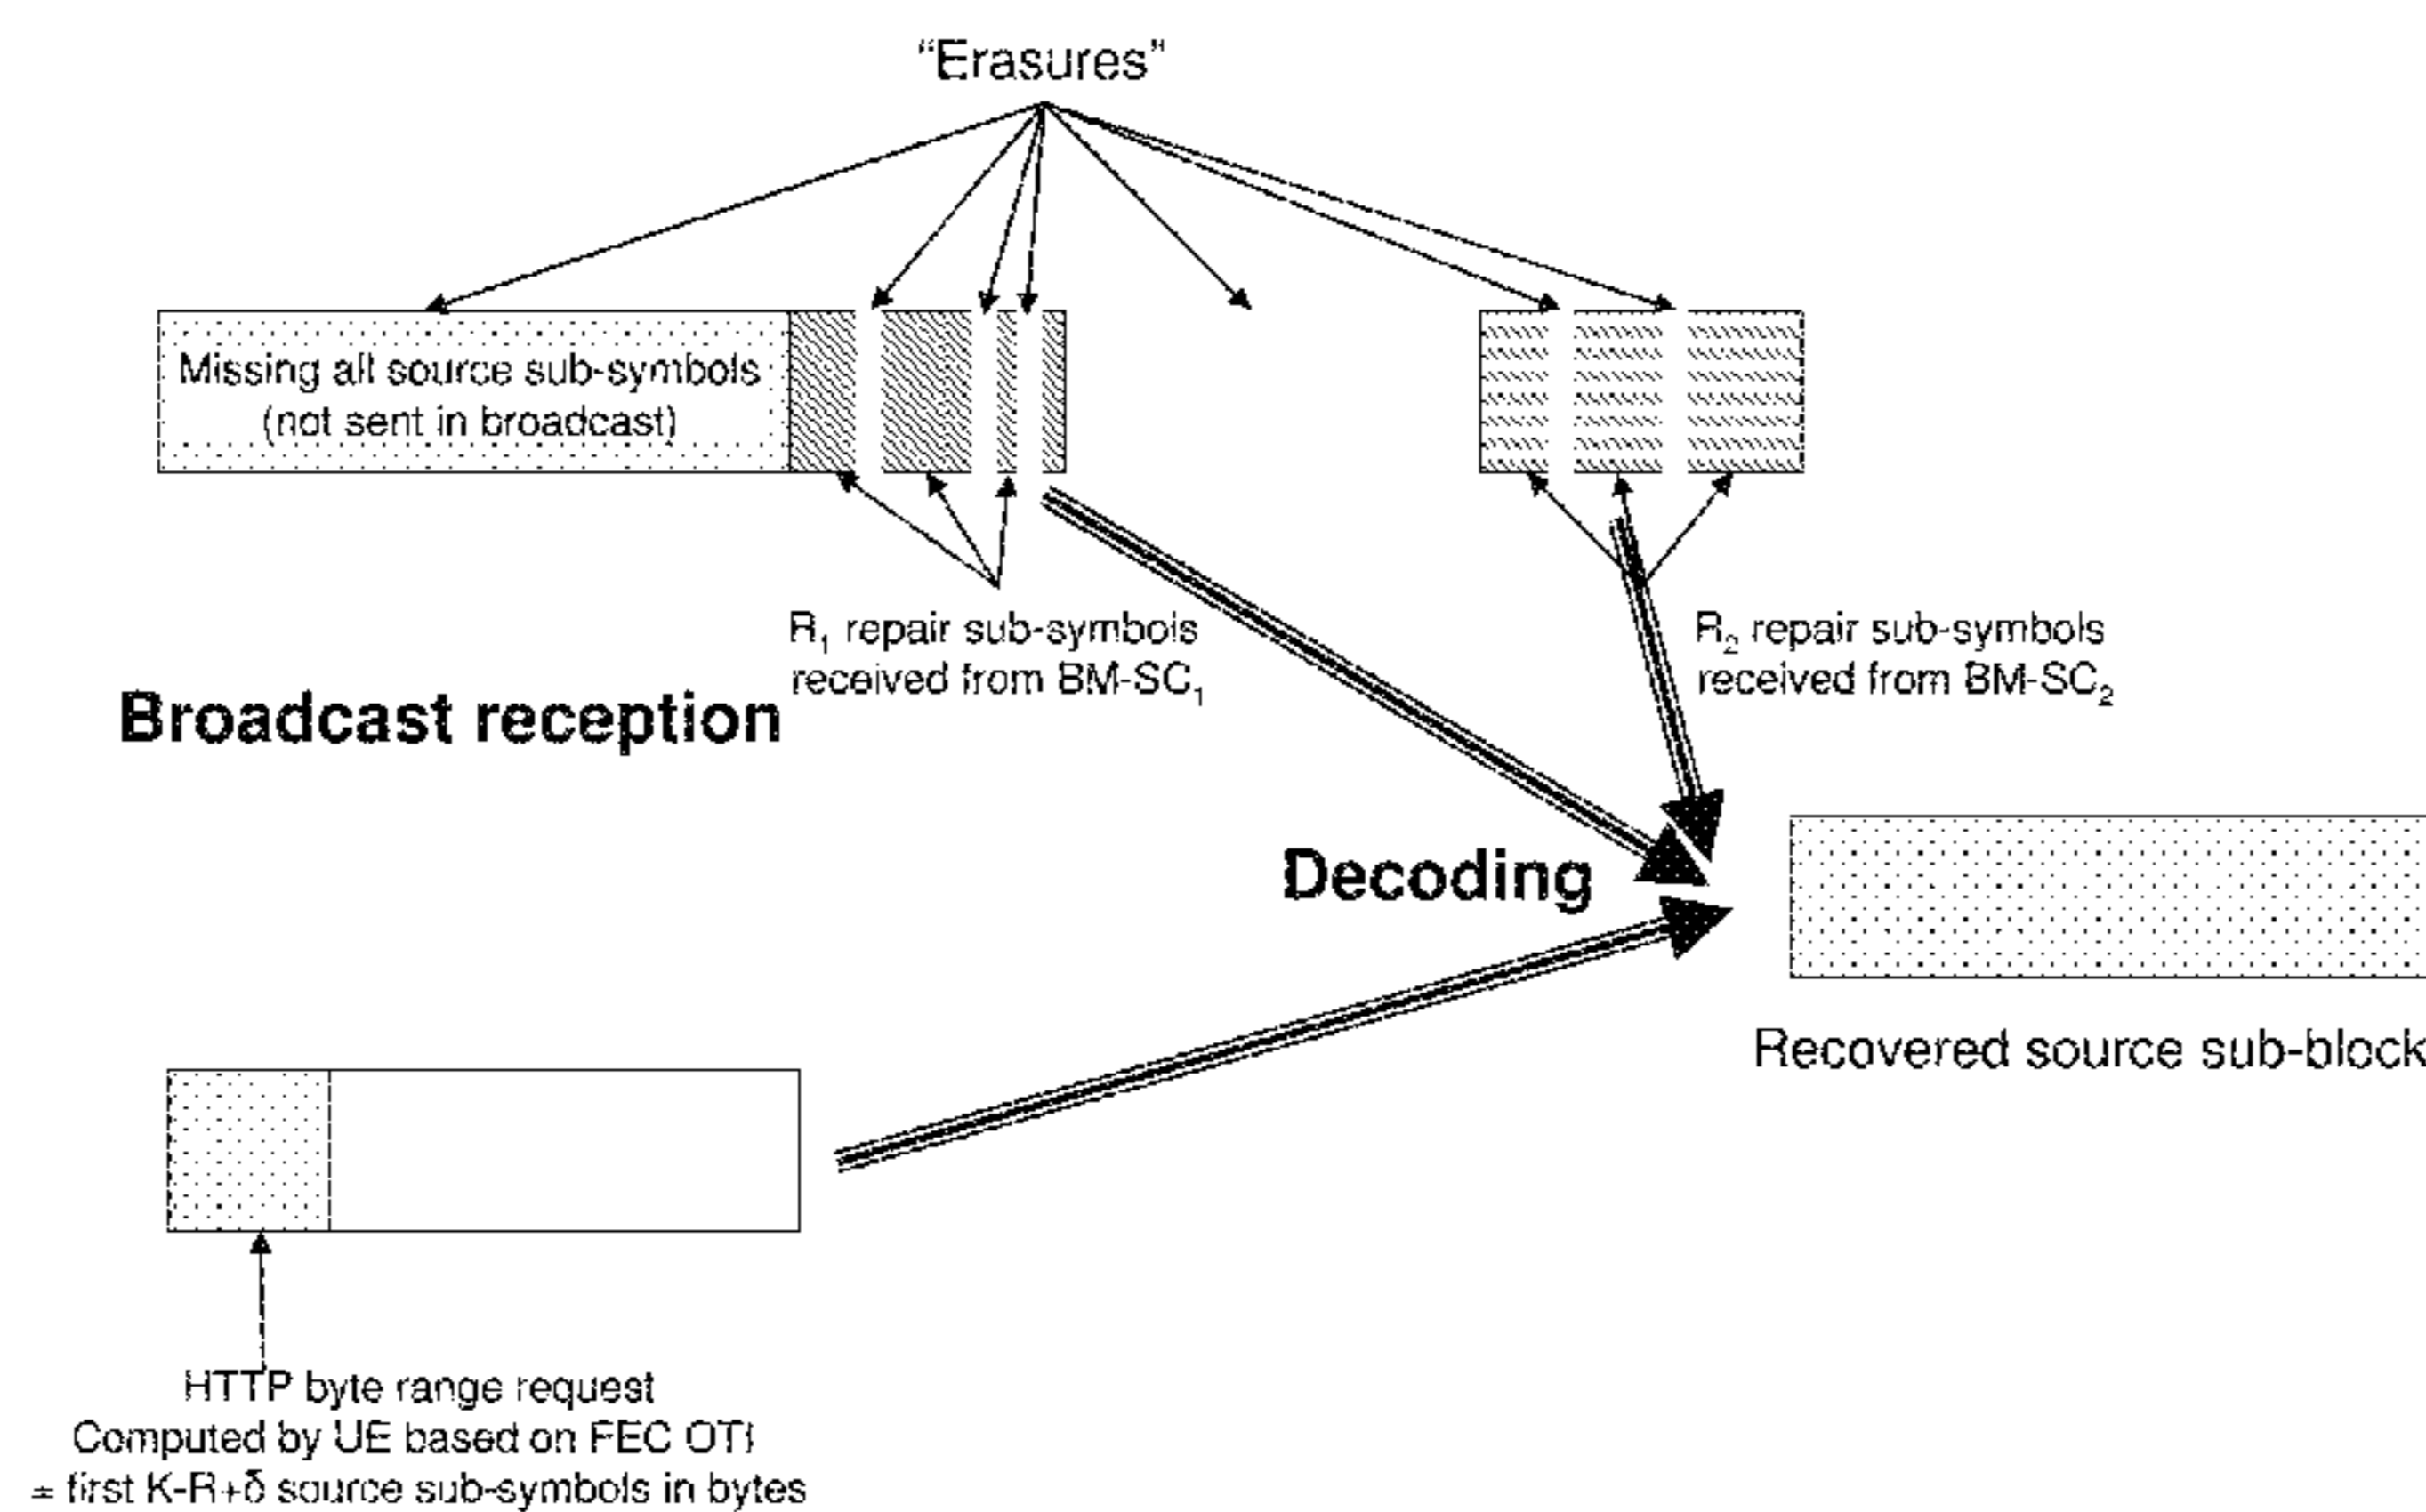 "Erasures"
Missing all source sub-symbols
(not sent in broadcast)
R₁ repair sub-symbols
received from BM-SC₁
R₂ repair sub-symbols
received from BM-SC₂
Broadcast reception
Decoding
Recovered source sub-block
HTTP byte range request
Computed by UE based on FEC OTI
= first K-R+δ source sub-symbols in bytes